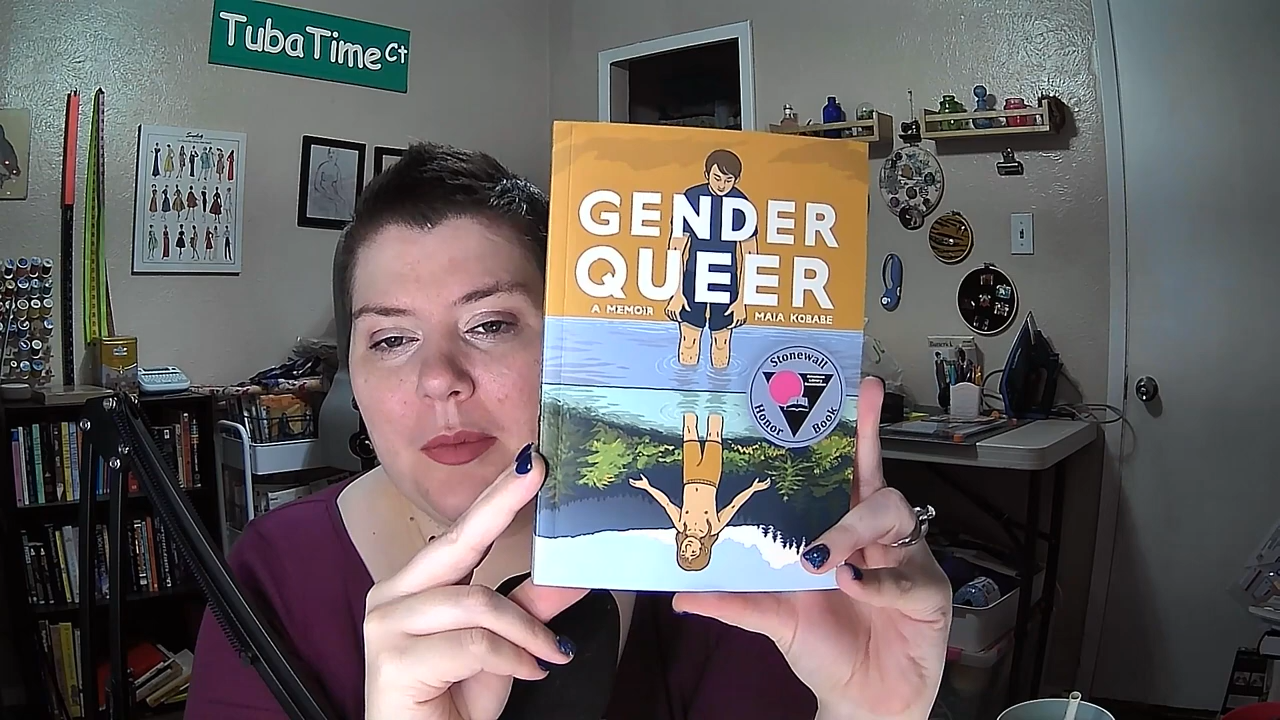 TubaTime Ct
GENDER
QUEER
A MEMOIR
MAIA KOBABE
Stonewall
Honor Book